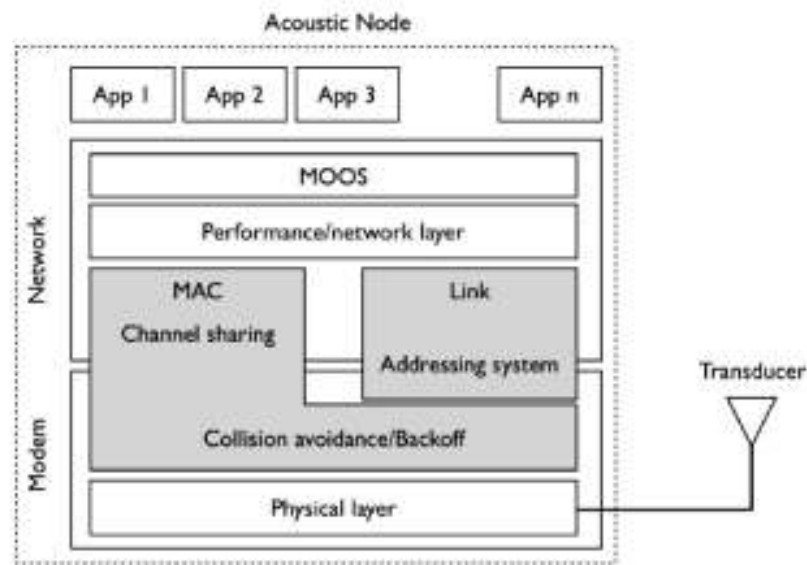 Acoustic Node
App 1
App 2
App 3
App n
Network
MOOS
Performance/network layer
MAC
Channel sharing
Link
Addressing system
Modem
Collision avoidance/Backoff
Physical layer
Transducer